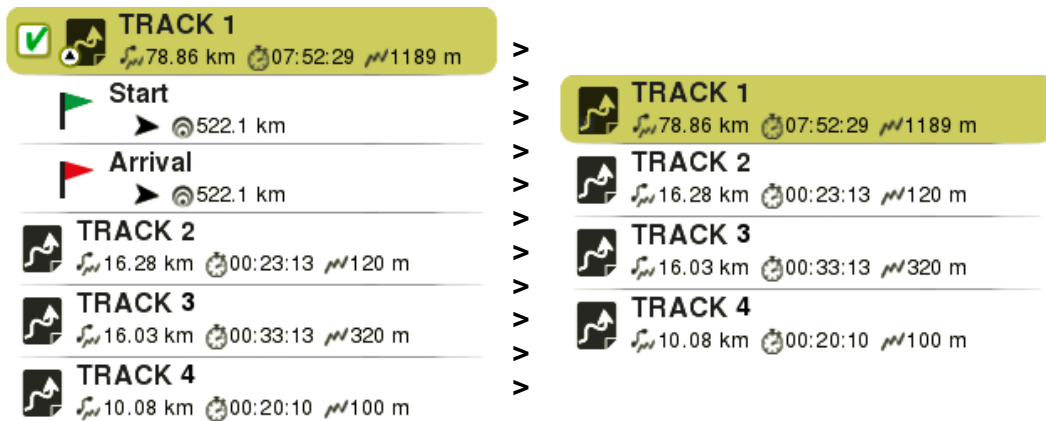 TRACK 1
78.86 km 07:52:29 1189 m
Start
522.1 km
Arrival
522.1 km
TRACK 2
16.28 km 00:23:13 120 m
TRACK 3
16.03 km 00:33:13 320 m
TRACK 4
10.08 km 00:20:10 100 m
>
>
>
>
>
>
>
>
>
>
>
TRACK 1
78.86 km 07:52:29 1189 m
TRACK 2
16.28 km 00:23:13 120 m
TRACK 3
16.03 km 00:33:13 320 m
TRACK 4
10.08 km 00:20:10 100 m